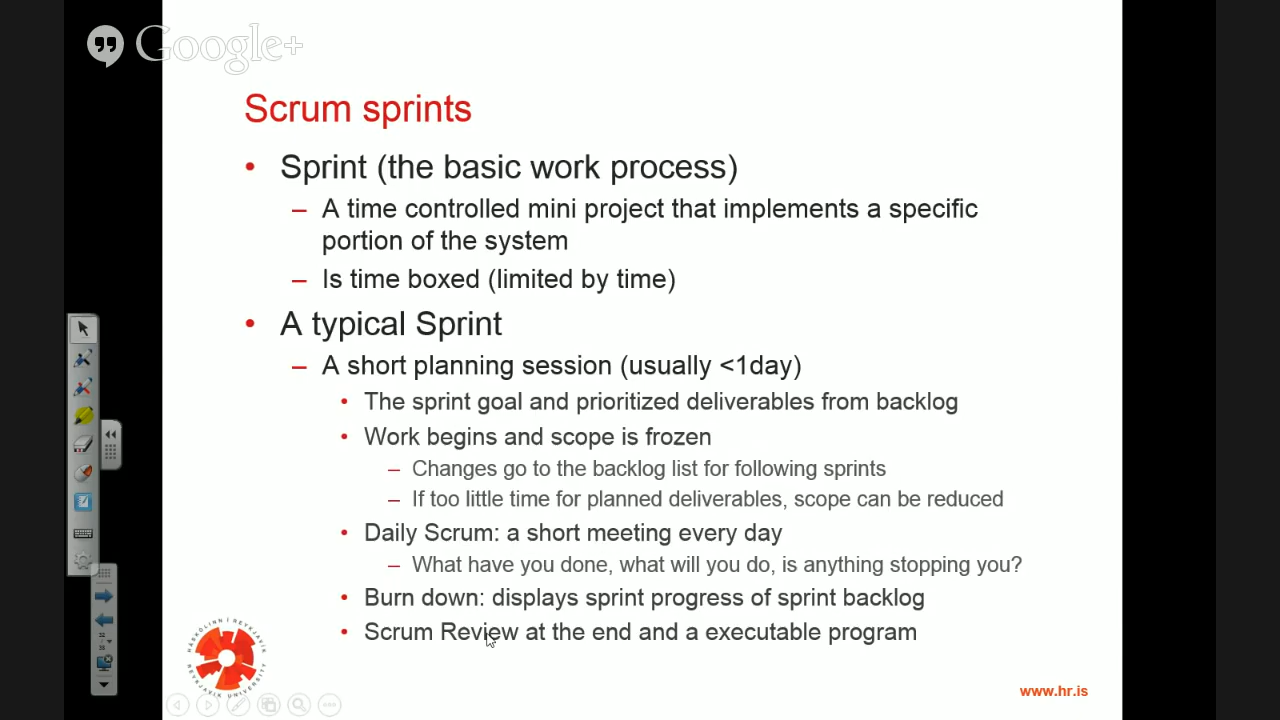 Google+
Scrum sprints
• Sprint (the basic work process)
– A time controlled mini project that implements a specific
portion of the system
– Is time boxed (limited by time)
• A typical Sprint
– A short planning session (usually <1day)
• The sprint goal and prioritized deliverables from backlog
• Work begins and scope is frozen
– Changes go to the backlog list for following sprints
– If too little time for planned deliverables, scope can be reduced
• Daily Scrum: a short meeting every day
– What have you done, what will you do, is anything stopping you?
• Burn down: displays sprint progress of sprint backlog
• Scrum Review at the end and a executable program
HÁSKÓLINN Í REYKJAVÍK
REYKJAVIK UNIVERSITY
www.hr.is